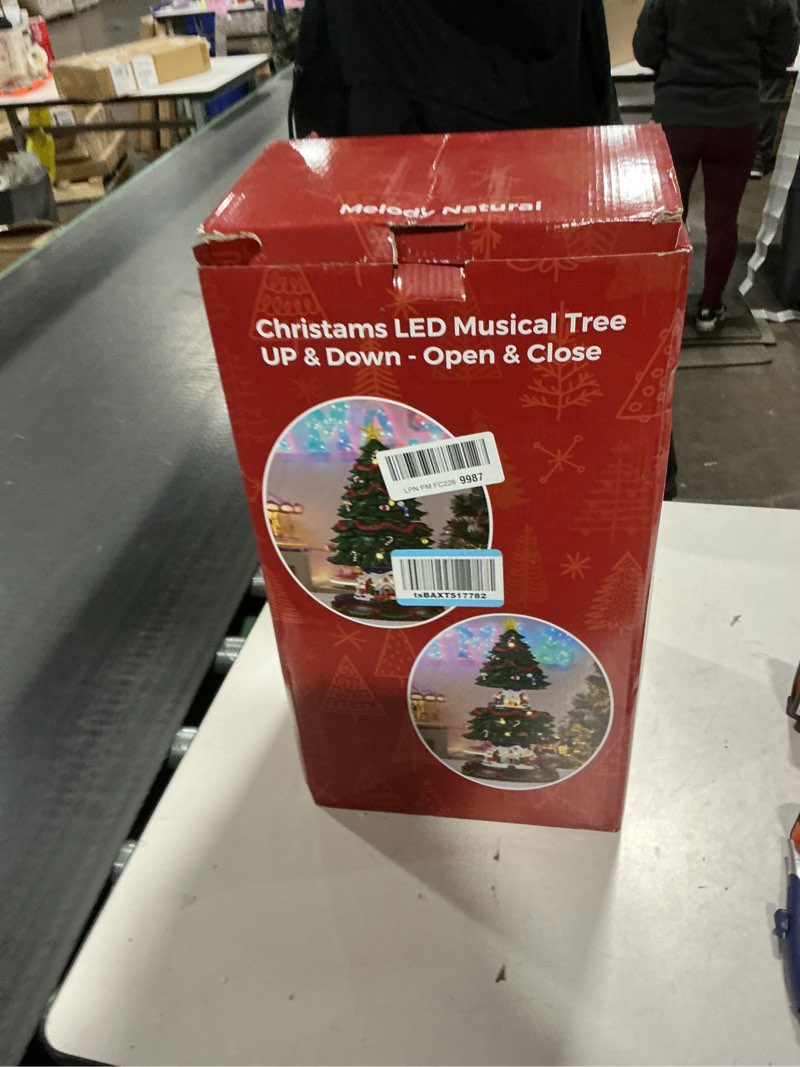 Melody Natural
Christams LED Musical Tree
UP & Down - Open & Close
LPN PM FC226 9987
tsBAXT517782